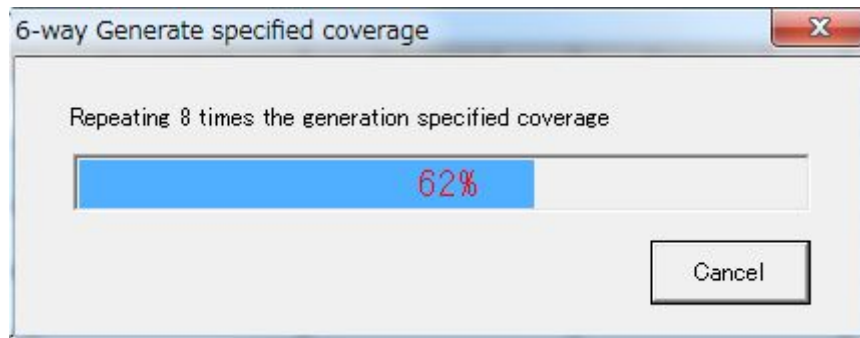 6-way Generate specified coverage
Repeating 8 times the generation specified coverage
62%
Cancel